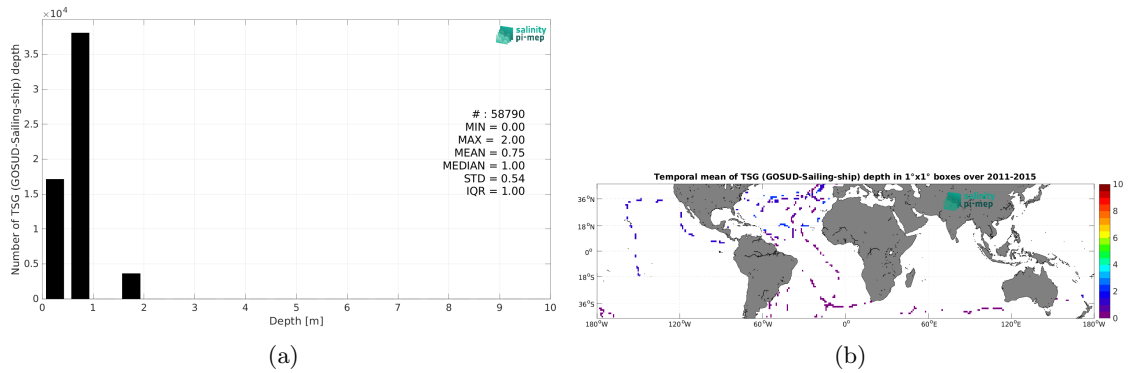 ×10⁴
salinity
pi-mep
Number of TSG (GOSUD-Sailing-ship) depth
3.5
3
2.5
2
1.5
1
0.5
0
# : 58790
MIN = 0.00
MAX = 2.00
MEAN = 0.75
MEDIAN = 1.00
STD = 0.54
IQR = 1.00
0 1 2 3 4 5 6 7 8 9 10
Depth [m]
(a)
Temporal mean of TSG (GOSUD-Sailing-ship) depth in 1°x1° boxes over 2011-2015
salinity
pi-mep
36°N
18°N
0°
18°S
36°S
180°W 120°W 60°W 0° 60°E 120°E 180°W
10
8
6
4
2
0
(b)